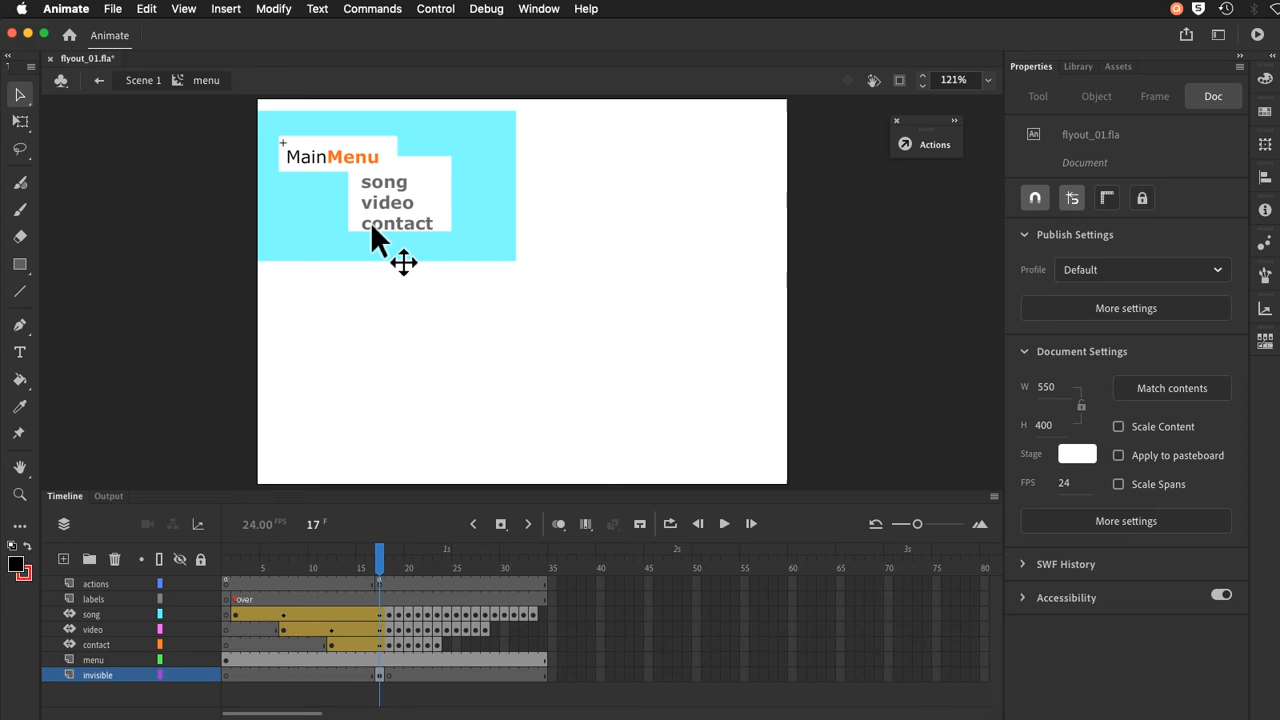 Animate File Edit View Insert Modify Text Commands Control Debug Window Help
Animate
flyout_01.fla*
Scene 1 menu 121%
MainMenu
song
video
contact
Actions
Properties Library Assets
Tool Object Frame Doc
An flyout_01.fla
Document
Publish Settings
Profile Default
More settings
Document Settings
W 550 Match contents
H 400 Scale Content
Stage Apply to pasteboard
FPS 24 Scale Spans
More settings
SWF History
Accessibility
Timeline Output
24.00 FPS 17 F
1s 2s 3s
5 10 15 20 25 30 35 40 45 50 55 60 65 70 75 80
actions
labels over
song
video
contact
menu
invisible